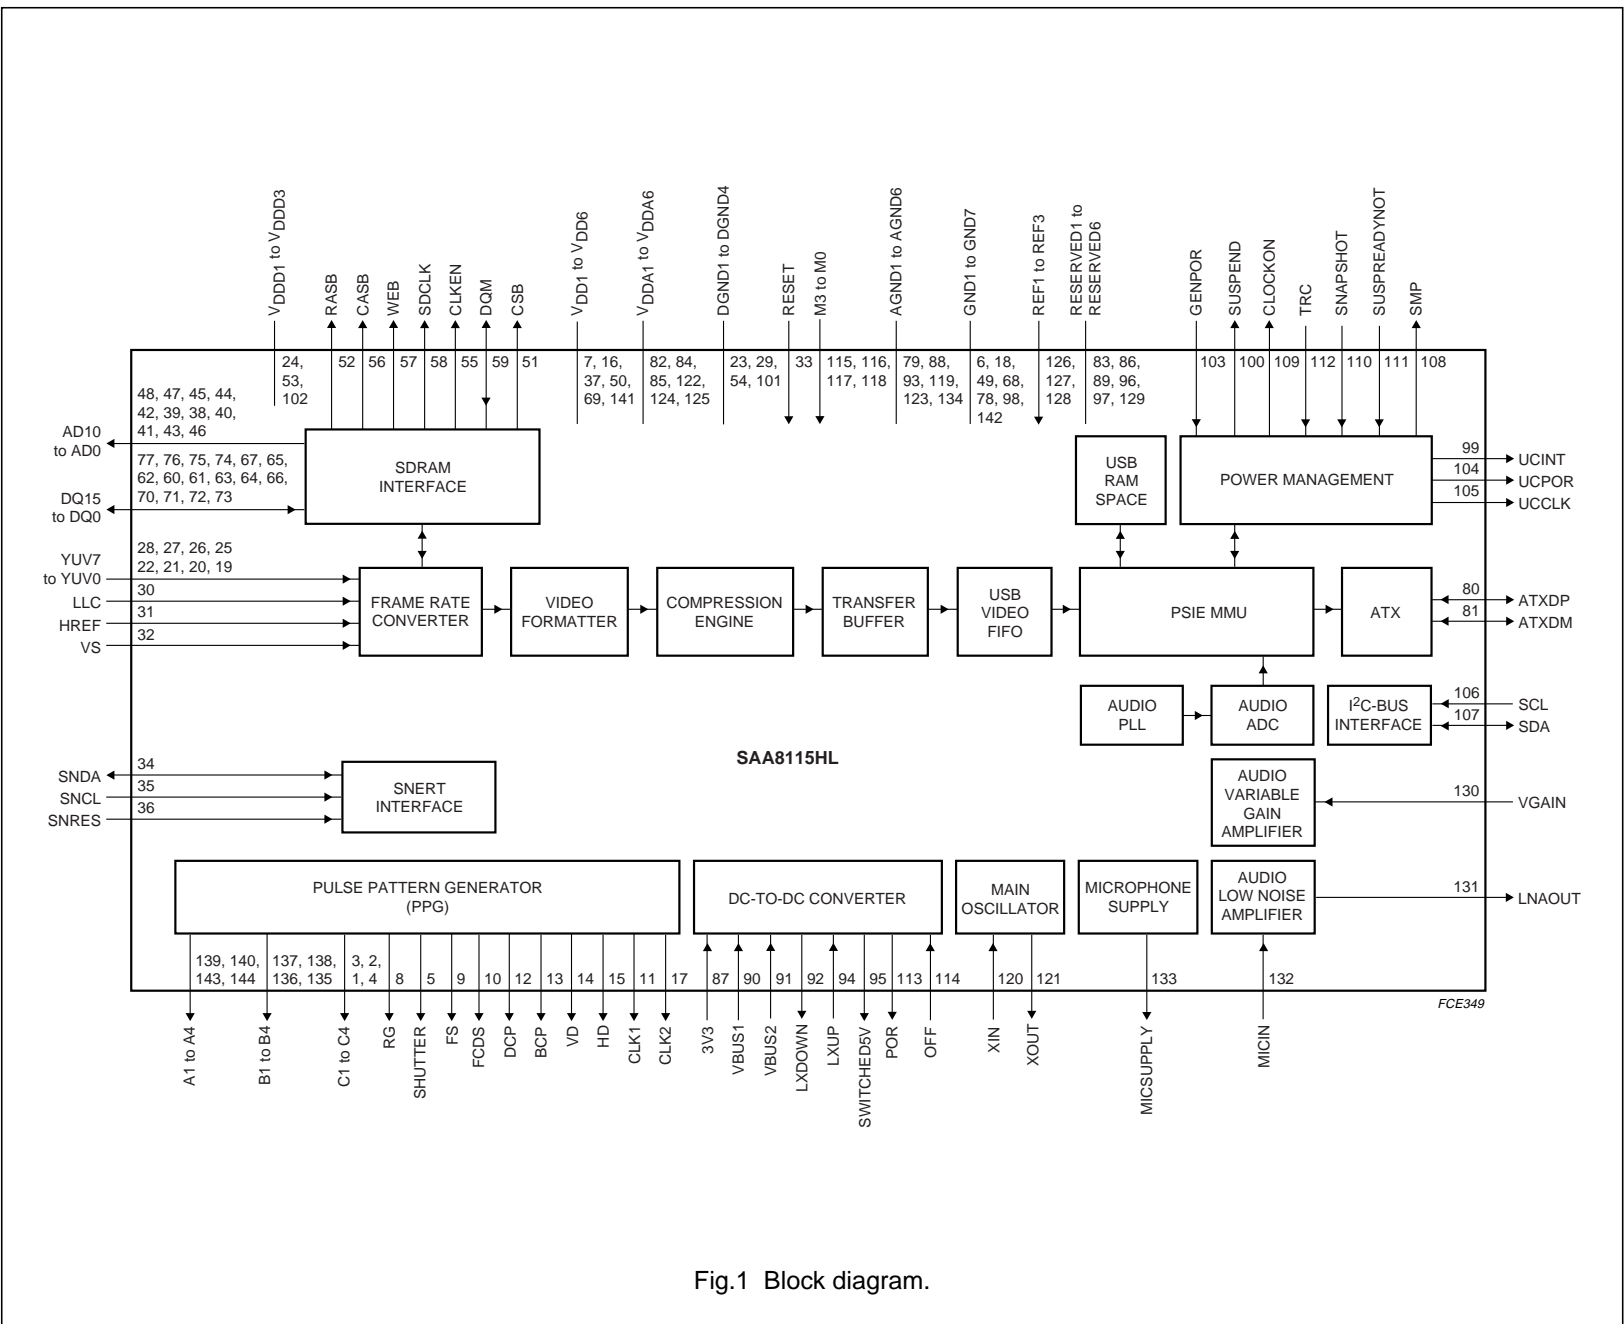 VDDD1 to VDDD3
RASB
CASB
WEB
SDCLK
CLKEN
DQM
CSB
VDD1 to VDD6
VDDA1 to VDDA6
DGND1 to DGND4
RESET
M3 to M0
AGND1 to AGND6
GND1 to GND7
REF1 to REF3
RESERVED1 to
RESERVED6
GENPOR
SUSPEND
CLOCKON
TRC
SNAPSHOT
SUSPREADYNOT
SMP
24,
53,
102
52
56
57
58
55
59
51
7, 16,
37, 50,
69, 141
82, 84,
85, 122,
124, 125
23, 29,
54, 101
33
115, 116,
117, 118
79, 88,
93, 119,
123, 134
6, 18,
49, 68,
78, 98,
142
126,
127,
128
83, 86,
89, 96,
97, 129
103
100
109
112
110
111
108
48, 47, 45, 44,
42, 39, 38, 40,
41, 43, 46
AD10
to AD0
77, 76, 75, 74, 67, 65,
62, 60, 61, 63, 64, 66,
70, 71, 72, 73
DQ15
to DQ0
SDRAM
INTERFACE
USB
RAM
SPACE
POWER MANAGEMENT
99
UCINT
104
UCPOR
105
UCCLK
28, 27, 26, 25
22, 21, 20, 19
YUV7
to YUV0
30
LLC
31
HREF
32
VS
FRAME RATE
CONVERTER
VIDEO
FORMATTER
COMPRESSION
ENGINE
TRANSFER
BUFFER
USB
VIDEO
FIFO
PSIE MMU
ATX
80
ATXDP
81
ATXDM
AUDIO
PLL
AUDIO
ADC
I2C-BUS
INTERFACE
106
SCL
107
SDA
SAA8115HL
34
SNDA
35
SNCL
36
SNRES
SNERT
INTERFACE
AUDIO
VARIABLE
GAIN
AMPLIFIER
130
VGAIN
PULSE PATTERN GENERATOR
(PPG)
DC-TO-DC CONVERTER
MAIN
OSCILLATOR
MICROPHONE
SUPPLY
AUDIO
LOW NOISE
AMPLIFIER
131
LNAOUT
139, 140,
143, 144
137, 138,
136, 135
3, 2,
1, 4
8
5
9
10
12
13
14
15
11
17
87
90
91
92
94
95
113
114
120
121
133
132
FCE349
A1 to A4
B1 to B4
C1 to C4
RG
SHUTTER
FS
FCDS
DCP
BCP
VD
HD
CLK1
CLK2
3V3
VBUS1
VBUS2
LXDOWN
LXUP
SWITCHED5V
POR
OFF
XIN
XOUT
MICSUPPLY
MICIN
Fig.1 Block diagram.